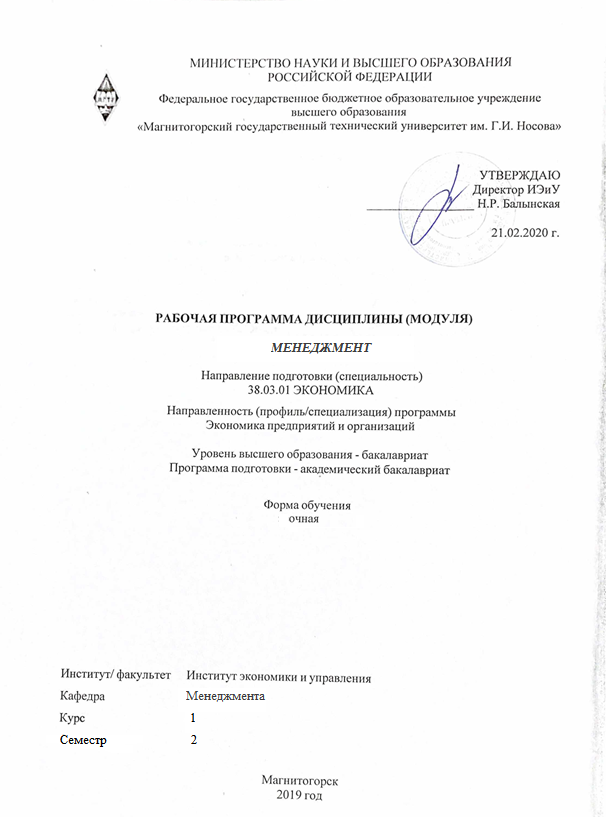 МИНИСТЕРСТВО НАУКИ И ВЫСШЕГО ОБРАЗОВАНИЯ
РОССИЙСКОЙ ФЕДЕРАЦИИ
Федеральное государственное бюджетное образовательное учреждение
высшего образования
«Магнитогорский государственный технический университет им. Г.И. Носова»
УТВЕРЖДАЮ
Директор ИЭиУ
Н.Р. Балынская
21.02.2020 г.
РАБОЧАЯ ПРОГРАММА ДИСЦИПЛИНЫ (МОДУЛЯ)
МЕНЕДЖМЕНТ
Направление подготовки (специальность)
38.03.01 ЭКОНОМИКА
Направленность (профиль/специализация) программы
Экономика предприятий и организаций
Уровень высшего образования - бакалавриат
Программа подготовки - академический бакалавриат
Форма обучения
очная
Институт/ факультет Институт экономики и управления
Кафедра Менеджмента
Курс 1
Семестр 2
Магнитогорск
2019 год